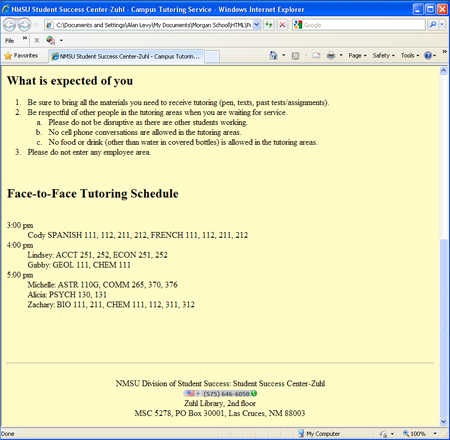 NMSU Student Success Center-Zuhl - Campus Tutoring Service - Windows Internet Explorer
C:\Documents and Settings\Alan Levy\My Documents\Morgan School\HTML\Pr
Google
File » X
Favorites NMSU Student Success Center-Zuhl - Campus Tutorin...
Page Safety Tools »
What is expected of you
1. Be sure to bring all the materials you need to receive tutoring (pen, texts, past tests/assignments).
2. Be respectful of other people in the tutoring areas when you are waiting for service.
a. Please do not be disruptive as there are other students working.
b. No cell phone conversations are allowed in the tutoring areas.
c. No food or drink (other than water in covered bottles) is allowed in the tutoring areas.
3. Please do not enter any employee area.
Face-to-Face Tutoring Schedule
3:00 pm
Cody SPANISH 111, 112, 211, 212, FRENCH 111, 112, 211, 212
4:00 pm
Lindsey: ACCT 251, 252, ECON 251, 252
Gabby: GEOL 111, CHEM 111
5:00 pm
Michelle: ASTR 110G, COMM 265, 370, 376
Alicia: PSYCH 130, 131
Zachary: BIO 111, 211, CHEM 111, 112, 311, 312
NMSU Division of Student Success: Student Success Center-Zuhl
(575) 646-6050
Zuhl Library, 2nd floor
MSC 5278, PO Box 30001, Las Cruces, NM 88003
Done My Computer 100%